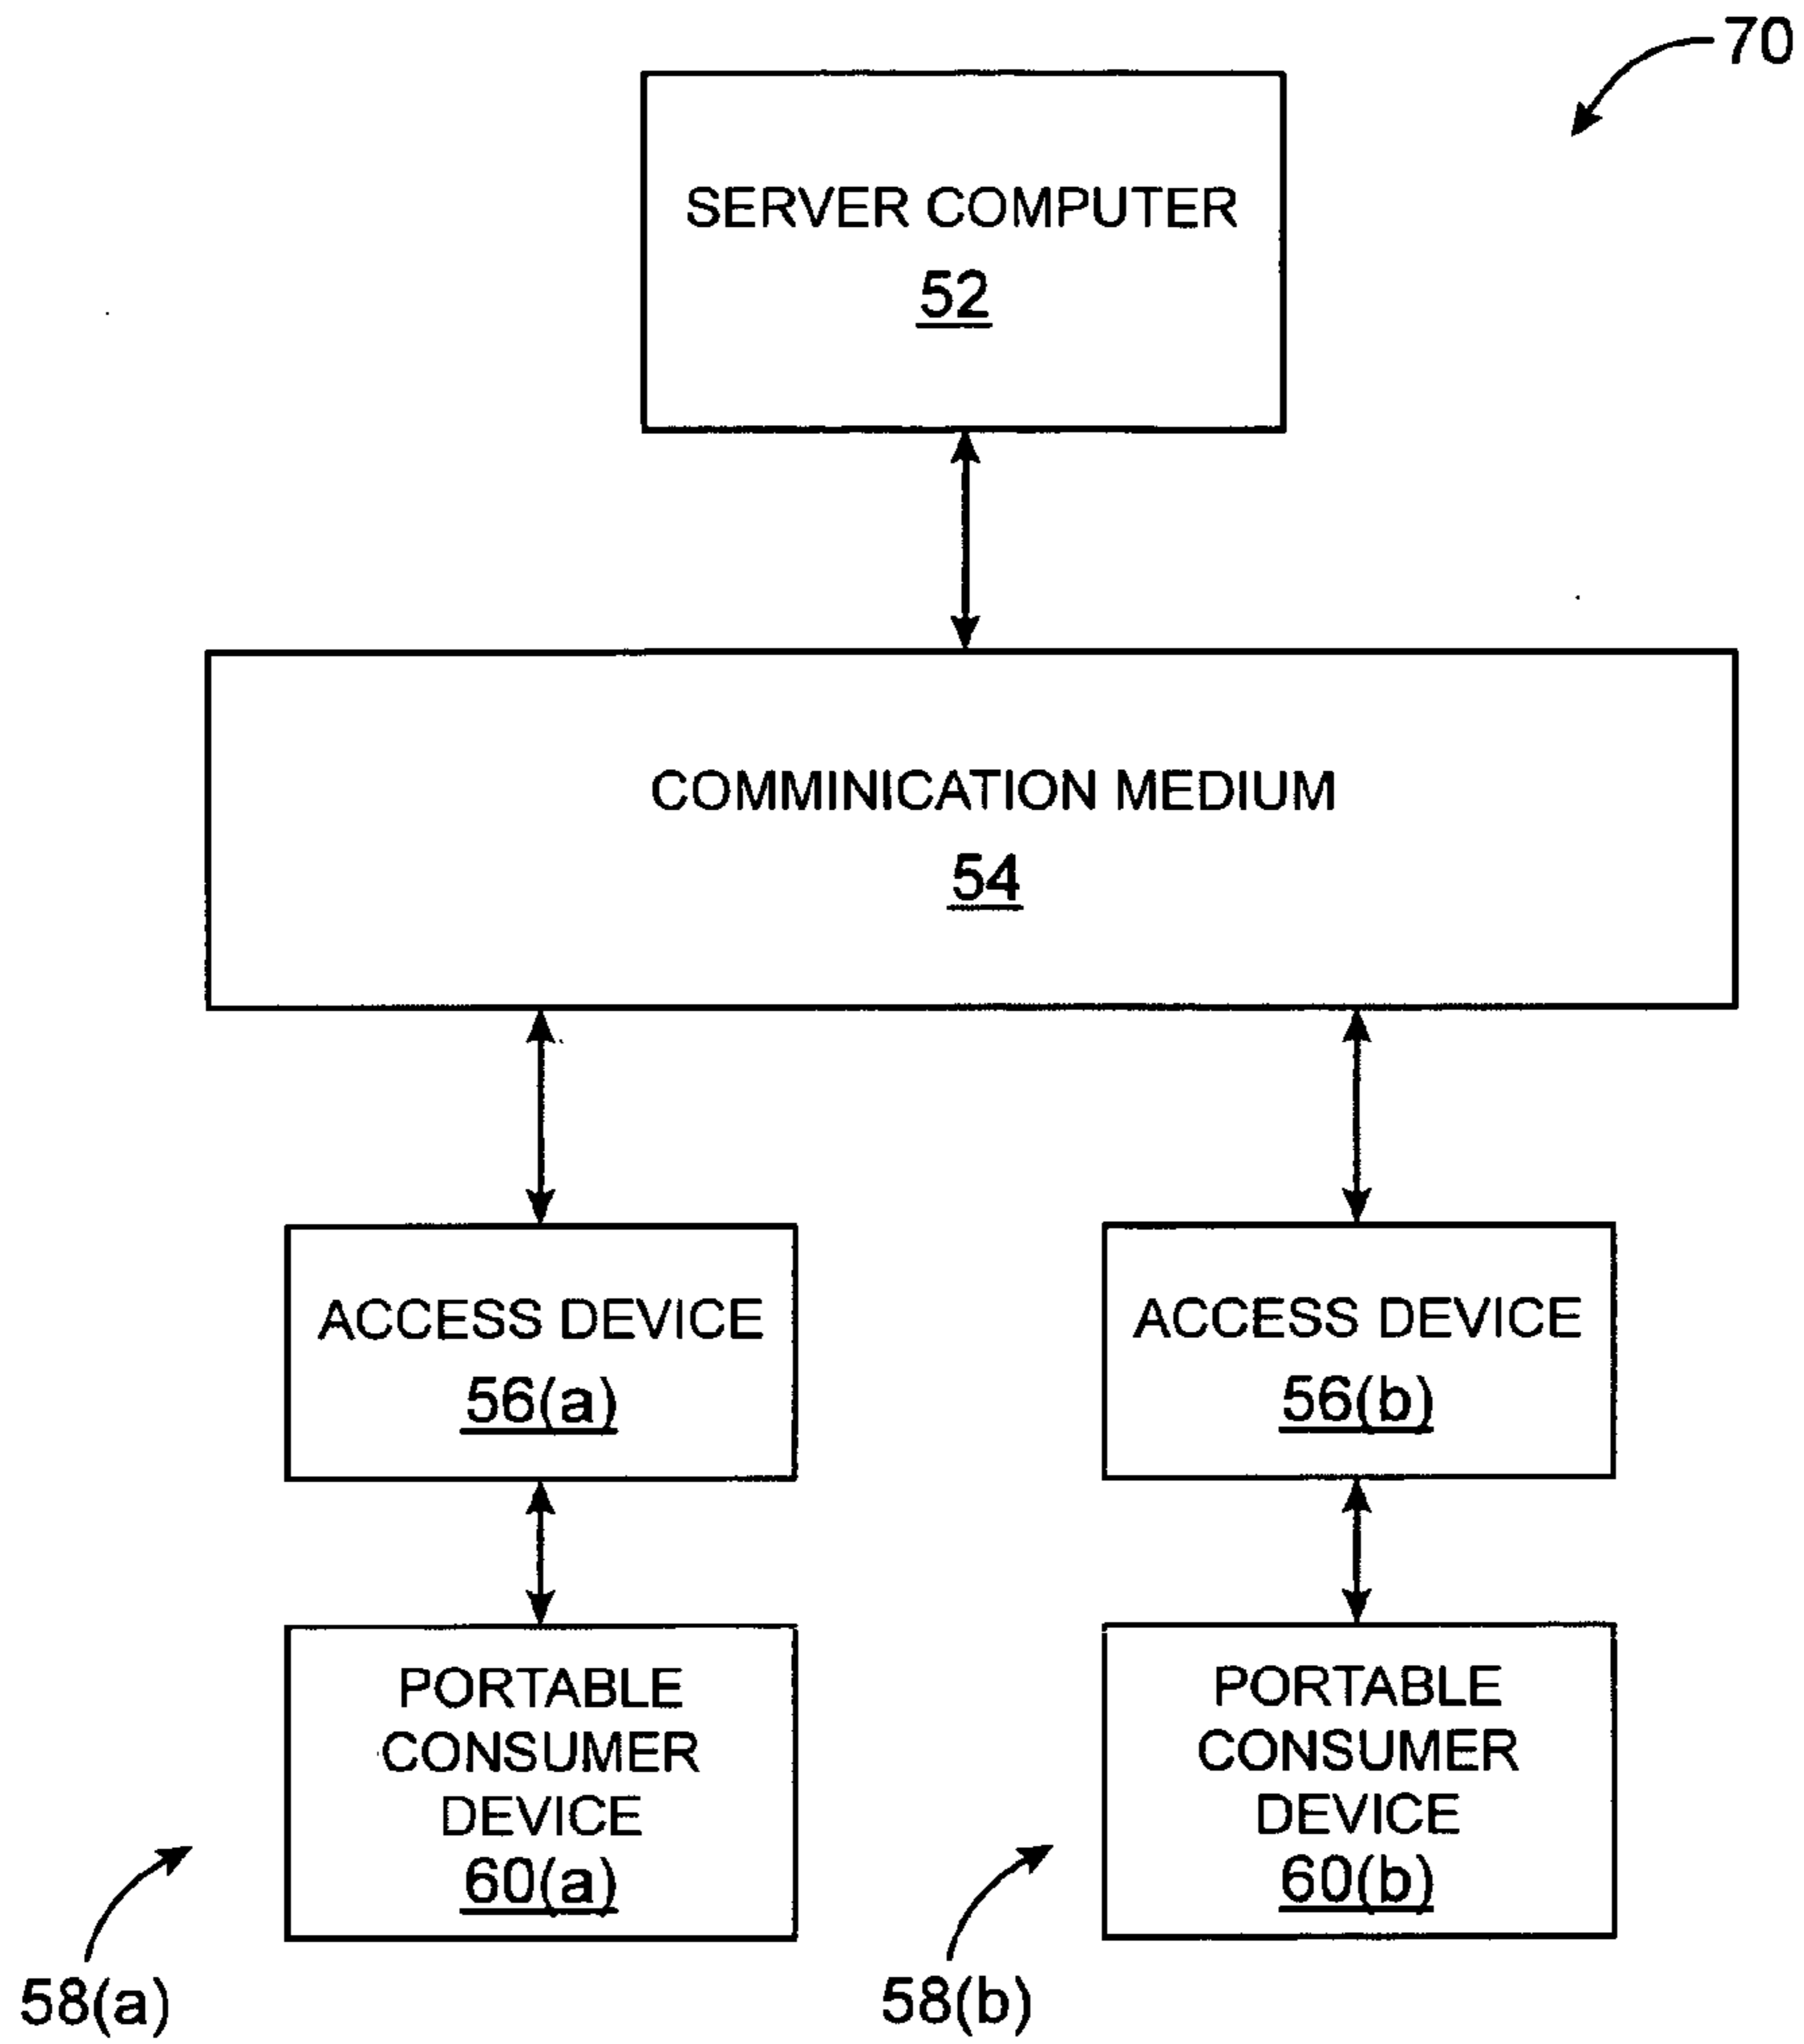 70
SERVER COMPUTER
52
COMMINICATION MEDIUM
54
ACCESS DEVICE
56(a)
ACCESS DEVICE
56(b)
PORTABLE
CONSUMER
DEVICE
60(a)
PORTABLE
CONSUMER
DEVICE
60(b)
58(a)
58(b)